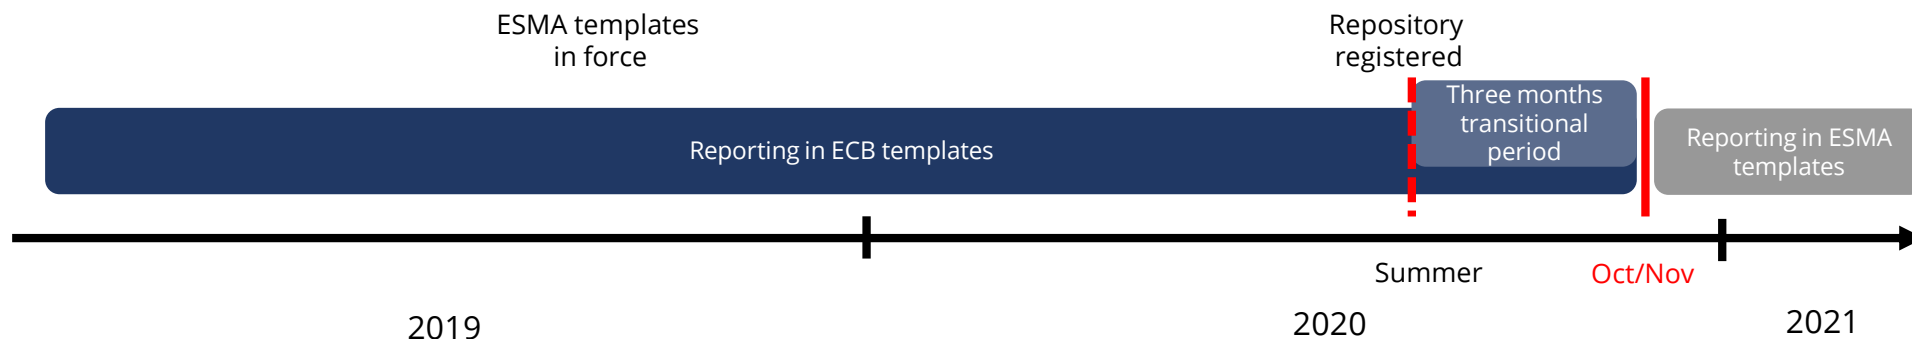 ESMA templates
in force
Repository
registered
Three months
transitional
period
Reporting in ECB templates
Reporting in ESMA
templates
Summer
Oct/Nov
2019
2020
2021